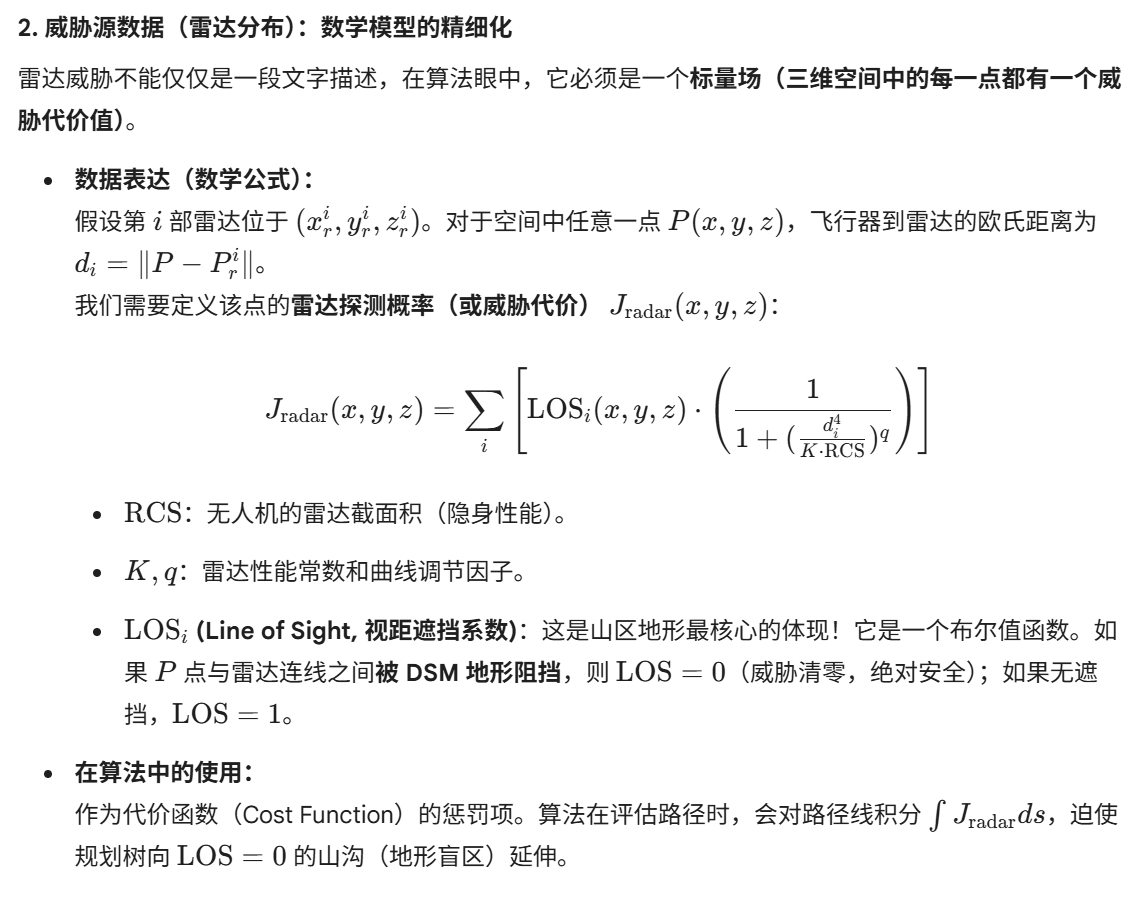 2. 威胁源数据（雷达分布）：数学模型的精细化
雷达威胁不能仅仅是一段文字描述，在算法眼中，它必须是一个标量场（三维空间中的每一点都有一个威
胁代价值）。
• 数据表达（数学公式）：
假设第 i 部雷达位于 (x_r^i, y_r^i, z_r^i)。对于空间中任意一点 P(x, y, z)，飞行器到雷达的欧氏距离为
d_i = ‖P − P_r^i‖。
我们需要定义该点的雷达探测概率（或威胁代价） J_radar(x, y, z)：
J_radar(x, y, z) = ∑_i [LOS_i(x, y, z) · (1 / (1 + (d_i^4 / (K·RCS))^q))]
• RCS：无人机的雷达截面积（隐身性能）。
• K, q：雷达性能常数和曲线调节因子。
• LOS_i (Line of Sight, 视距遮挡系数)：这是山区地形最核心的体现！它是一个布尔值函数。如
果 P 点与雷达连线之间被 DSM 地形阻挡，则 LOS = 0（威胁清零，绝对安全）；如果无遮
挡，LOS = 1。
• 在算法中的使用：
作为代价函数（Cost Function）的惩罚项。算法在评估路径时，会对路径线积分 ∫ J_radar ds，迫使
规划树向 LOS = 0 的山沟（地形盲区）延伸。